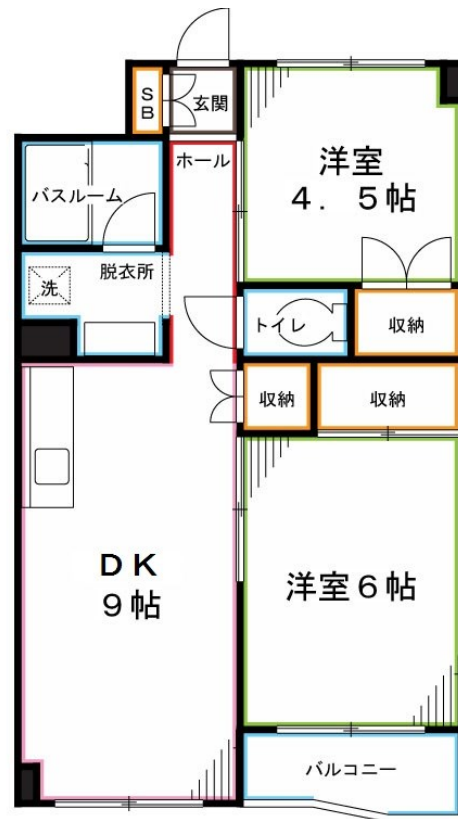 SB
玄関
ホール
洋室
4.5帖
バスルーム
脱衣所
洗
トイレ
収納
収納
収納
DK
9帖
洋室6帖
バルコニー